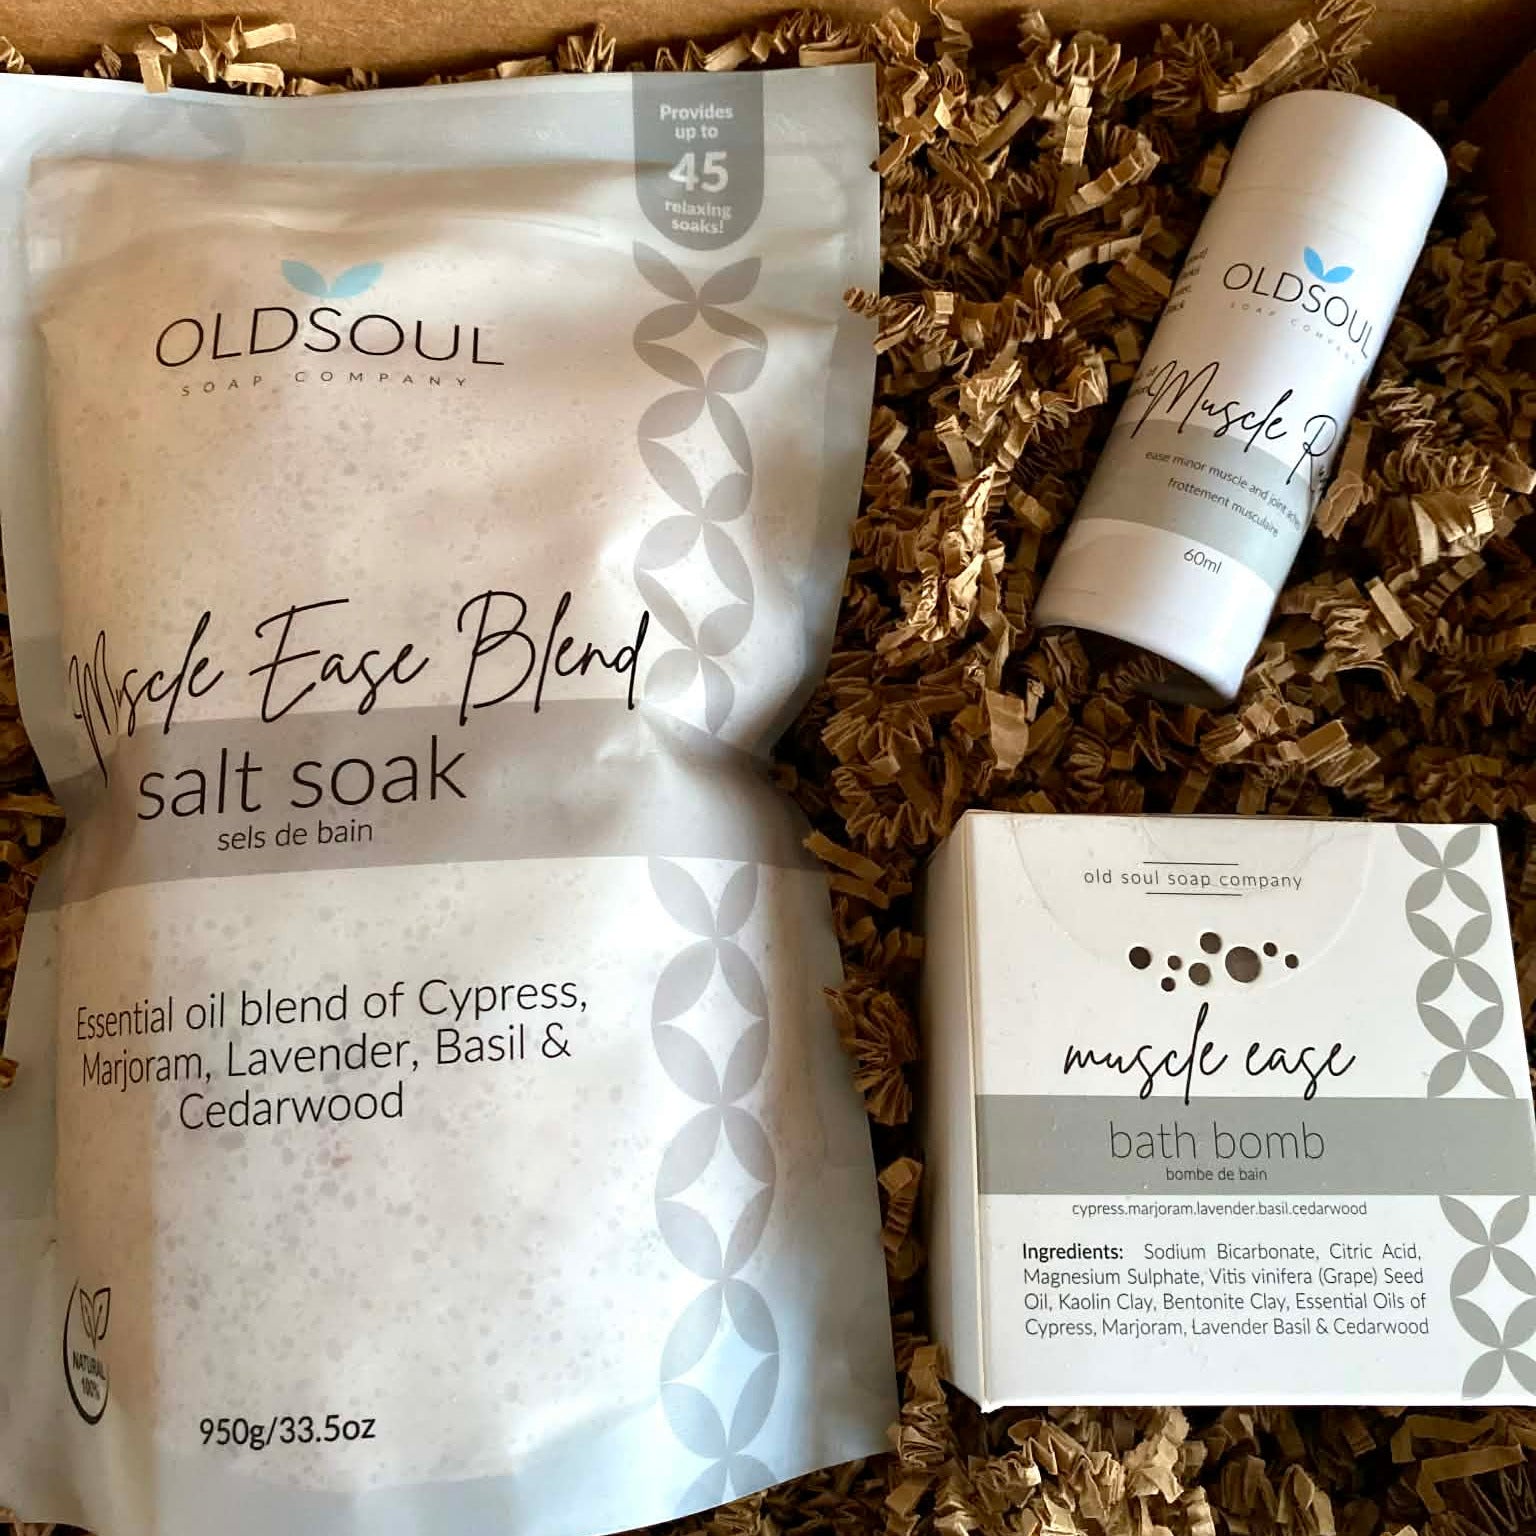 Provides
up to
45
relaxing
soaks!
OLDSOUL
SOAP COMPANY
Muscle Ease Blend
salt soak
sels de bain
Essential oil blend of Cypress,
Marjoram, Lavender, Basil &
Cedarwood
NATURAL
100%
950g/33.5oz
OLDSOUL
SOAP COMPANY
Muscle
ease minor muscle and joint aches
frottement musculaire
60ml
old soul soap company
muscle ease
bath bomb
bombe de bain
cypress.marjoram.lavender.basil.cedarwood
Ingredients: Sodium Bicarbonate, Citric Acid,
Magnesium Sulphate, Vitis vinifera (Grape) Seed
Oil, Kaolin Clay, Bentonite Clay, Essential Oils of
Cypress, Marjoram, Lavender Basil & Cedarwood